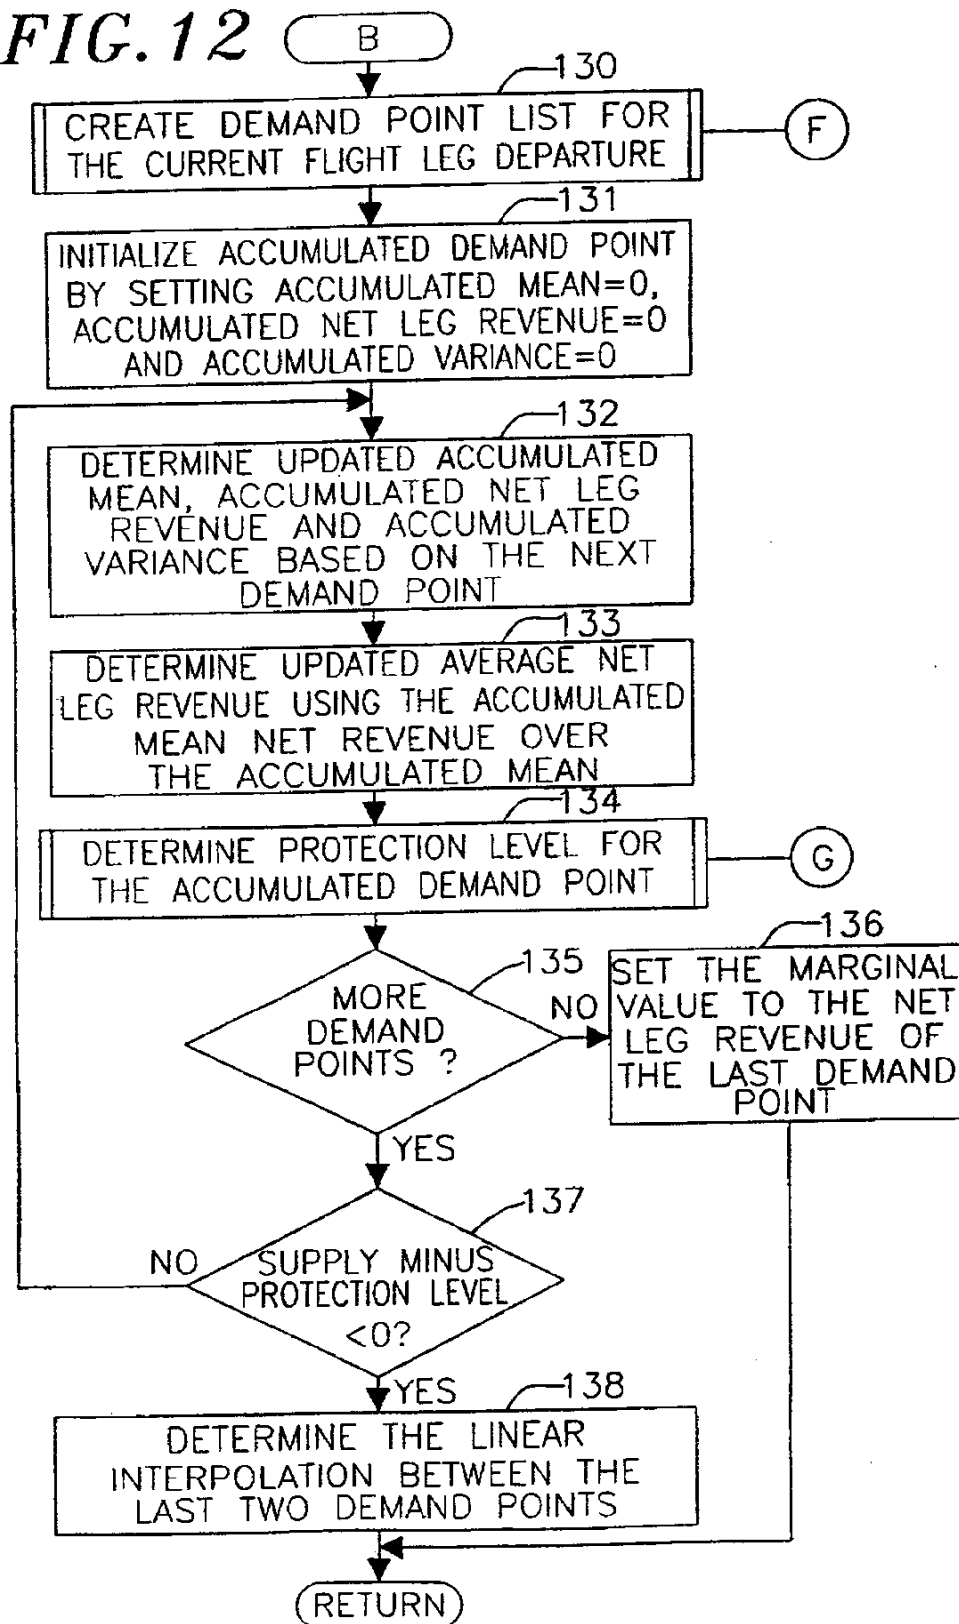 FIG.12
B
130
CREATE DEMAND POINT LIST FOR
THE CURRENT FLIGHT LEG DEPARTURE
F
131
INITIALIZE ACCUMULATED DEMAND POINT
BY SETTING ACCUMULATED MEAN=0,
ACCUMULATED NET LEG REVENUE=0
AND ACCUMULATED VARIANCE=0
132
DETERMINE UPDATED ACCUMULATED
MEAN, ACCUMULATED NET LEG
REVENUE AND ACCUMULATED
VARIANCE BASED ON THE NEXT
DEMAND POINT
133
DETERMINE UPDATED AVERAGE NET
LEG REVENUE USING THE ACCUMULATED
MEAN NET REVENUE OVER
THE ACCUMULATED MEAN
134
DETERMINE PROTECTION LEVEL FOR
THE ACCUMULATED DEMAND POINT
G
135
MORE
DEMAND
POINTS ?
NO
136
SET THE MARGINAL
VALUE TO THE NET
LEG REVENUE OF
THE LAST DEMAND
POINT
YES
137
NO
SUPPLY MINUS
PROTECTION LEVEL
<0?
YES
138
DETERMINE THE LINEAR
INTERPOLATION BETWEEN THE
LAST TWO DEMAND POINTS
RETURN